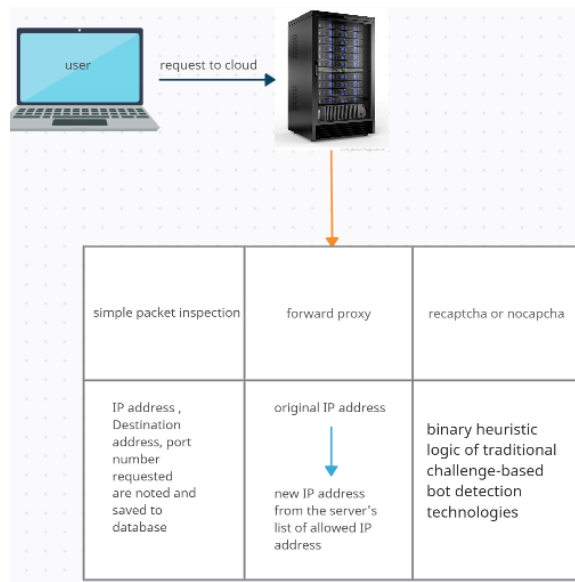 user
request to cloud
simple packet inspection
forward proxy
recaptcha or nocapcha
IP address ,
Destination
address, port
number
requested
are noted and
saved to
database
original IP address
new IP address
from the server's
list of allowed IP
address
binary heuristic
logic of traditional
challenge-based
bot detection
technologies